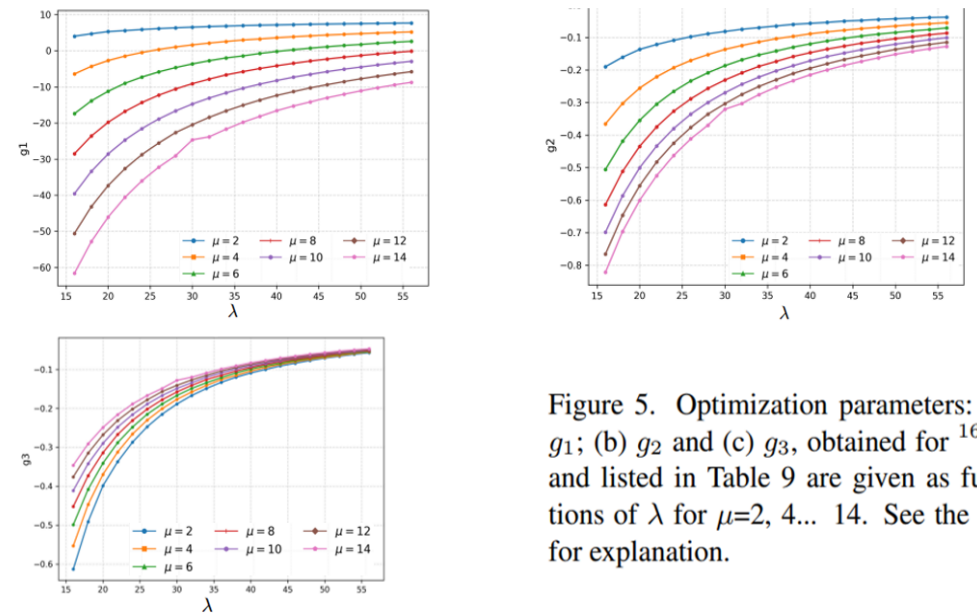 10
0
−10
−20
−30
−40
−50
−60
g1
μ = 2 μ = 8 μ = 12
μ = 4 μ = 10 μ = 14
μ = 6
15 20 25 30 35 40 45 50 55
λ
−0.1
−0.2
−0.3
−0.4
−0.5
−0.6
−0.7
−0.8
g2
μ = 2 μ = 8 μ = 12
μ = 4 μ = 10 μ = 14
μ = 6
15 20 25 30 35 40 45 50 55
λ
−0.1
−0.2
−0.3
−0.4
−0.5
−0.6
g3
μ = 2 μ = 8 μ = 12
μ = 4 μ = 10 μ = 14
μ = 6
15 20 25 30 35 40 45 50 55
λ
Figure 5. Optimization parameters:
g1; (b) g2 and (c) g3, obtained for 16
and listed in Table 9 are given as fu
tions of λ for μ=2, 4... 14. See the
for explanation.